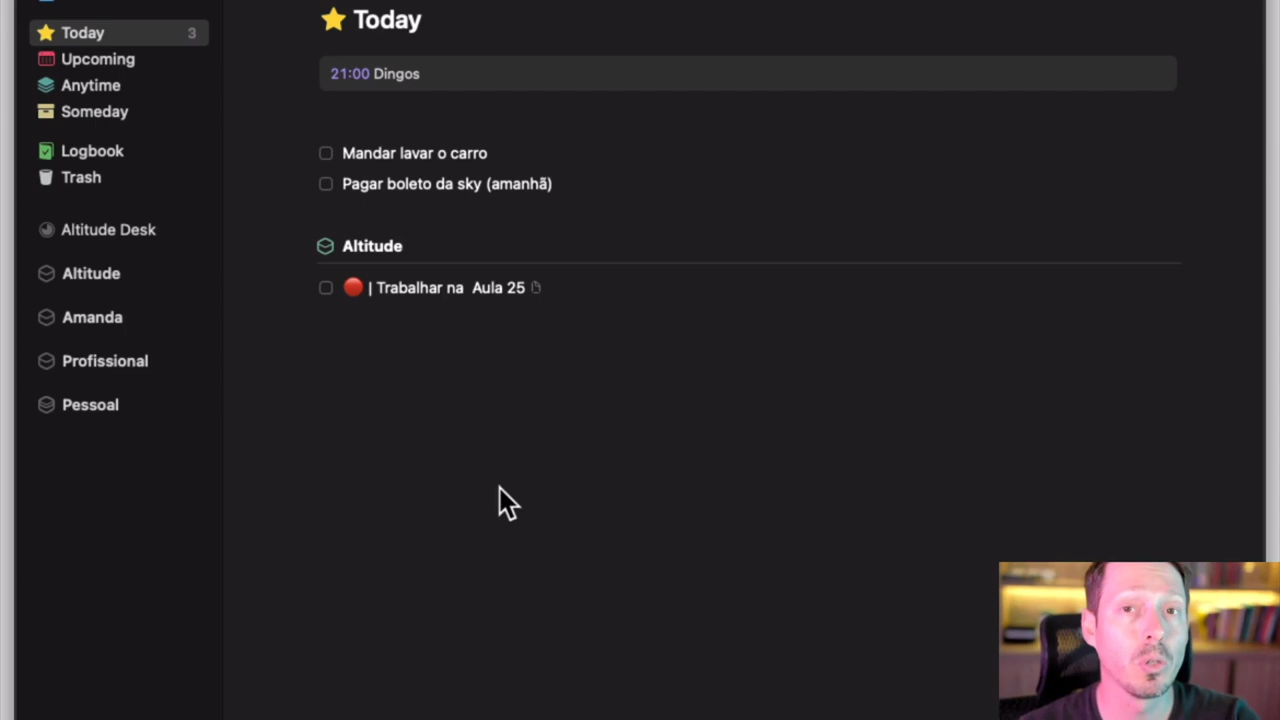 Today 3
Upcoming
Anytime
Someday
Logbook
Trash
Altitude Desk
Altitude
Amanda
Profissional
Pessoal
Today
21:00 Dingos
Mandar lavar o carro
Pagar boleto da sky (amanhã)
Altitude
| Trabalhar na Aula 25